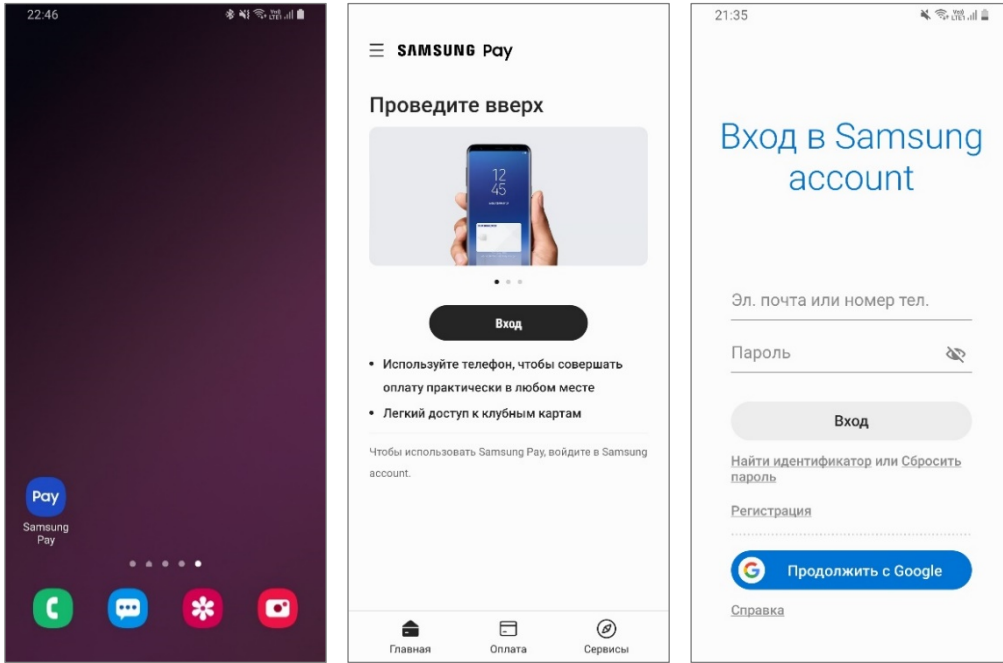 22:46
Pay
Samsung
Pay
SAMSUNG Pay
Проведите вверх
12
45
Вход
• Используйте телефон, чтобы совершать
оплату практически в любом месте
• Легкий доступ к клубным картам
Чтобы использовать Samsung Pay, войдите в Samsung
account.
Главная
Оплата
Сервисы
21:35
Вход в Samsung
account
Эл. почта или номер тел.
Пароль
Вход
Найти идентификатор или Сбросить
пароль
Регистрация
Продолжить с Google
Справка